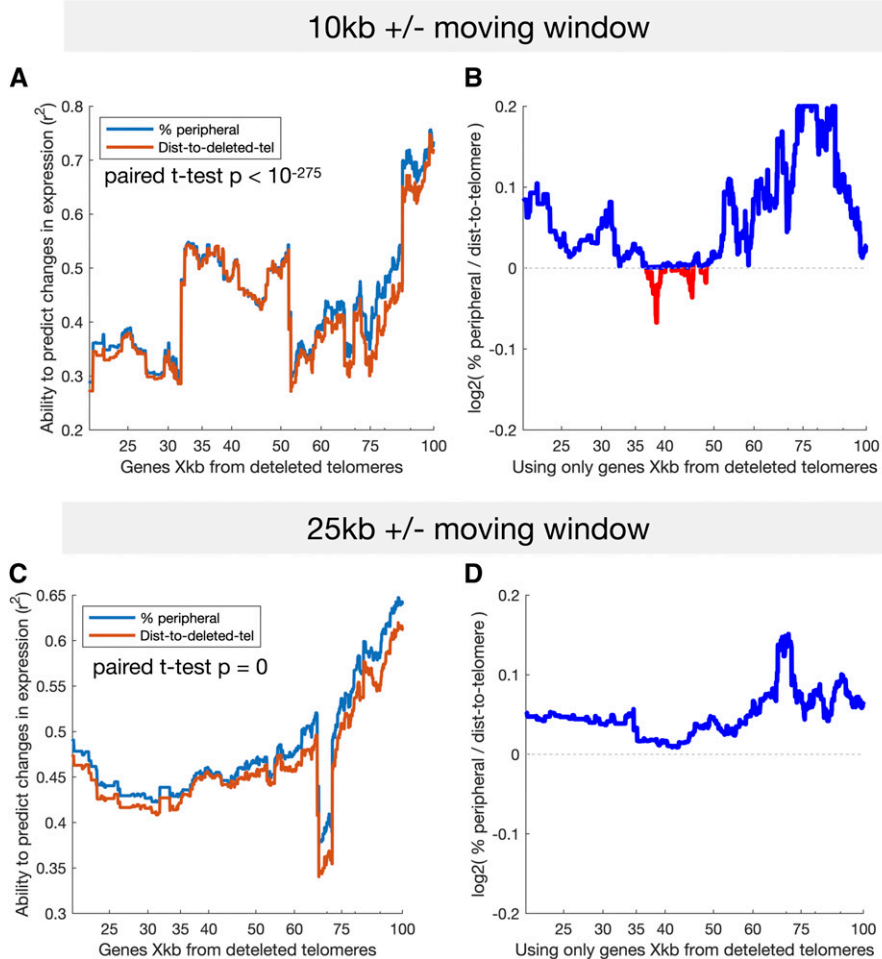 10kb +/- moving window
A
Ability to predict changes in expression (r²)
0.8
0.7
0.6
0.5
0.4
0.3
0.2
% peripheral
Dist-to-deleted-tel
paired t-test p < 10⁻²⁷⁵
25 30 35 40 50 60 75 100
Genes Xkb from deteleted telomeres
B
log2( % peripheral / dist-to-telomere )
0.2
0.1
0
-0.1
-0.2
25 30 35 40 50 60 75 100
Using only genes Xkb from deteleted telomeres
25kb +/- moving window
C
Ability to predict changes in expression (r²)
0.65
0.6
0.55
0.5
0.45
0.4
0.35
0.3
% peripheral
Dist-to-deleted-tel
paired t-test p = 0
25 30 35 40 50 60 75 100
Genes Xkb from deteleted telomeres
D
log2( % peripheral / dist-to-telomere )
0.2
0.1
0
-0.1
-0.2
25 30 35 40 50 60 75 100
Using only genes Xkb from deteleted telomeres